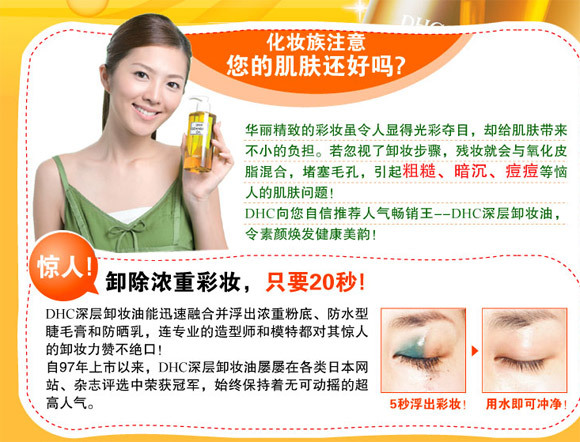 DHC
化妆族注意
您的肌肤还好吗?
华丽精致的彩妆虽令人显得光彩夺目，却给肌肤带来
不小的负担。若忽视了卸妆步骤，残妆就会与氧化皮
脂混合，堵塞毛孔，引起粗糙、暗沉、痘痘等恼
人的肌肤问题!
DHC向您自信推荐人气畅销王--DHC深层卸妆油，
令素颜焕发健康美韵!
惊人!
卸除浓重彩妆，只要20秒!
DHC深层卸妆油能迅速融合并浮出浓重粉底、防水型
睫毛膏和防晒乳，连专业的造型师和模特都对其惊人
的卸妆力赞不绝口!
自97年上市以来，DHC深层卸妆油屡屡在各类日本网
站、杂志评选中荣获冠军，始终保持着无可动摇的超
高人气。
5秒浮出彩妆!
用水即可冲净!